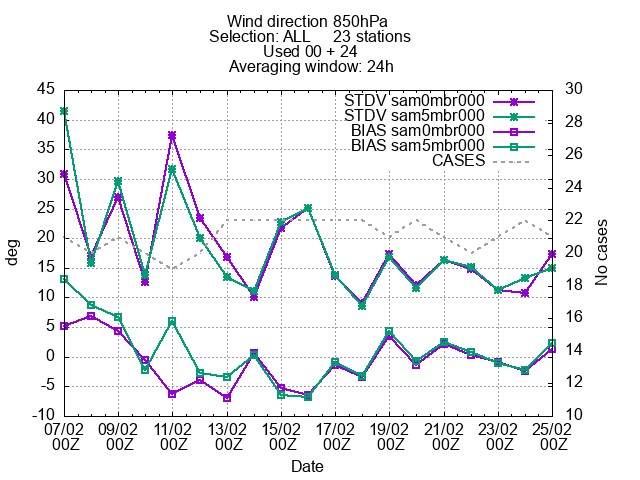 Wind direction 850hPa
Selection: ALL 23 stations
Used 00 + 24
Averaging window: 24h
STDV sam0mbr000
STDV sam5mbr000
BIAS sam0mbr000
BIAS sam5mbr000
CASES
45
40
35
30
25
20
15
10
5
0
-5
-10
deg
30
28
26
24
22
20
18
16
14
12
10
No cases
07/02 09/02 11/02 13/02 15/02 17/02 19/02 21/02 23/02 25/02
00Z 00Z 00Z 00Z 00Z 00Z 00Z 00Z 00Z 00Z
Date